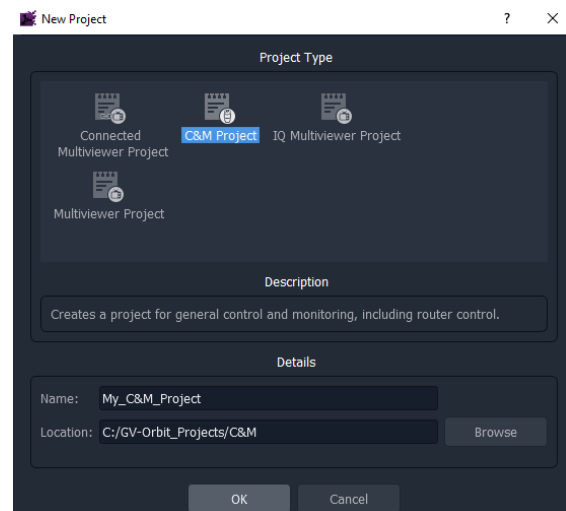 New Project
?
×
Project Type
Connected
Multiviewer Project
C&M Project
IQ Multiviewer Project
Multiviewer Project
Description
Creates a project for general control and monitoring, including router control.
Details
Name: My_C&M_Project
Location: C:/GV-Orbit_Projects/C&M
Browse
OK
Cancel